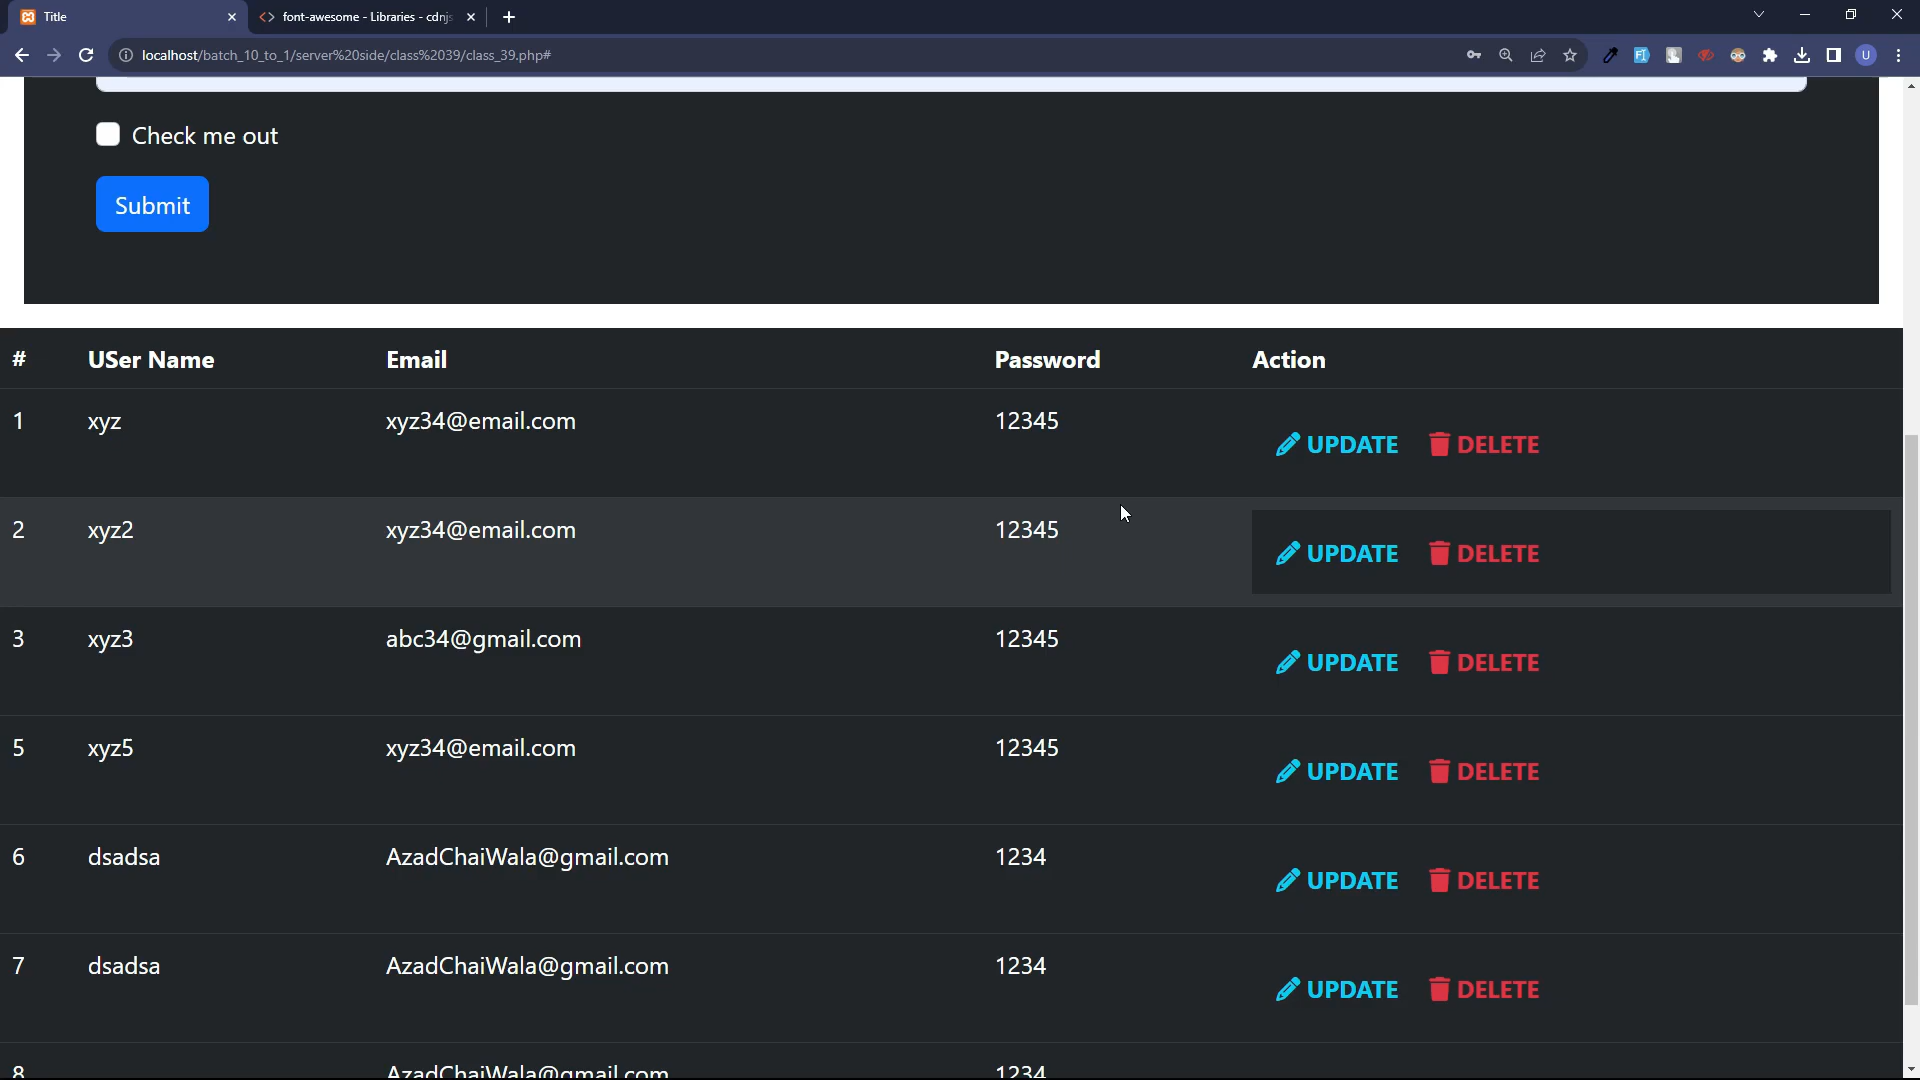 Title
font-awesome - Libraries - cdnjs
localhost/batch_10_to_1/server%20side/class%2039/class_39.php#
U
Check me out
Submit
# USer Name Email Password Action
1 xyz xyz34@email.com 12345 UPDATE DELETE
2 xyz2 xyz34@email.com 12345 UPDATE DELETE
3 xyz3 abc34@gmail.com 12345 UPDATE DELETE
5 xyz5 xyz34@email.com 12345 UPDATE DELETE
6 dsadsa AzadChaiWala@gmail.com 1234 UPDATE DELETE
7 dsadsa AzadChaiWala@gmail.com 1234 UPDATE DELETE
8 AzadChaiWala@gmail.com 1234